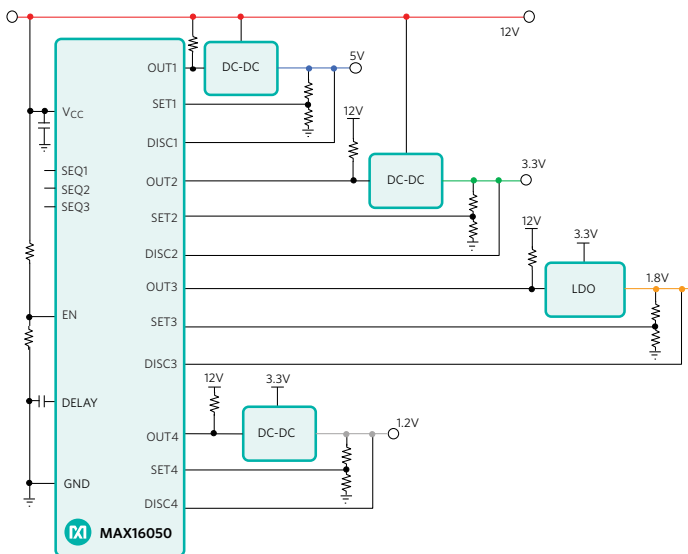 12V
OUT1
DC-DC
5V
SET1
VCC
12V
DISC1
SEQ1
OUT2
DC-DC
3.3V
SEQ2
SEQ3
SET2
12V
3.3V
DISC2
OUT3
LDO
1.8V
EN
SET3
DISC3
12V
3.3V
DELAY
OUT4
DC-DC
1.2V
SET4
GND
DISC4
MAX16050